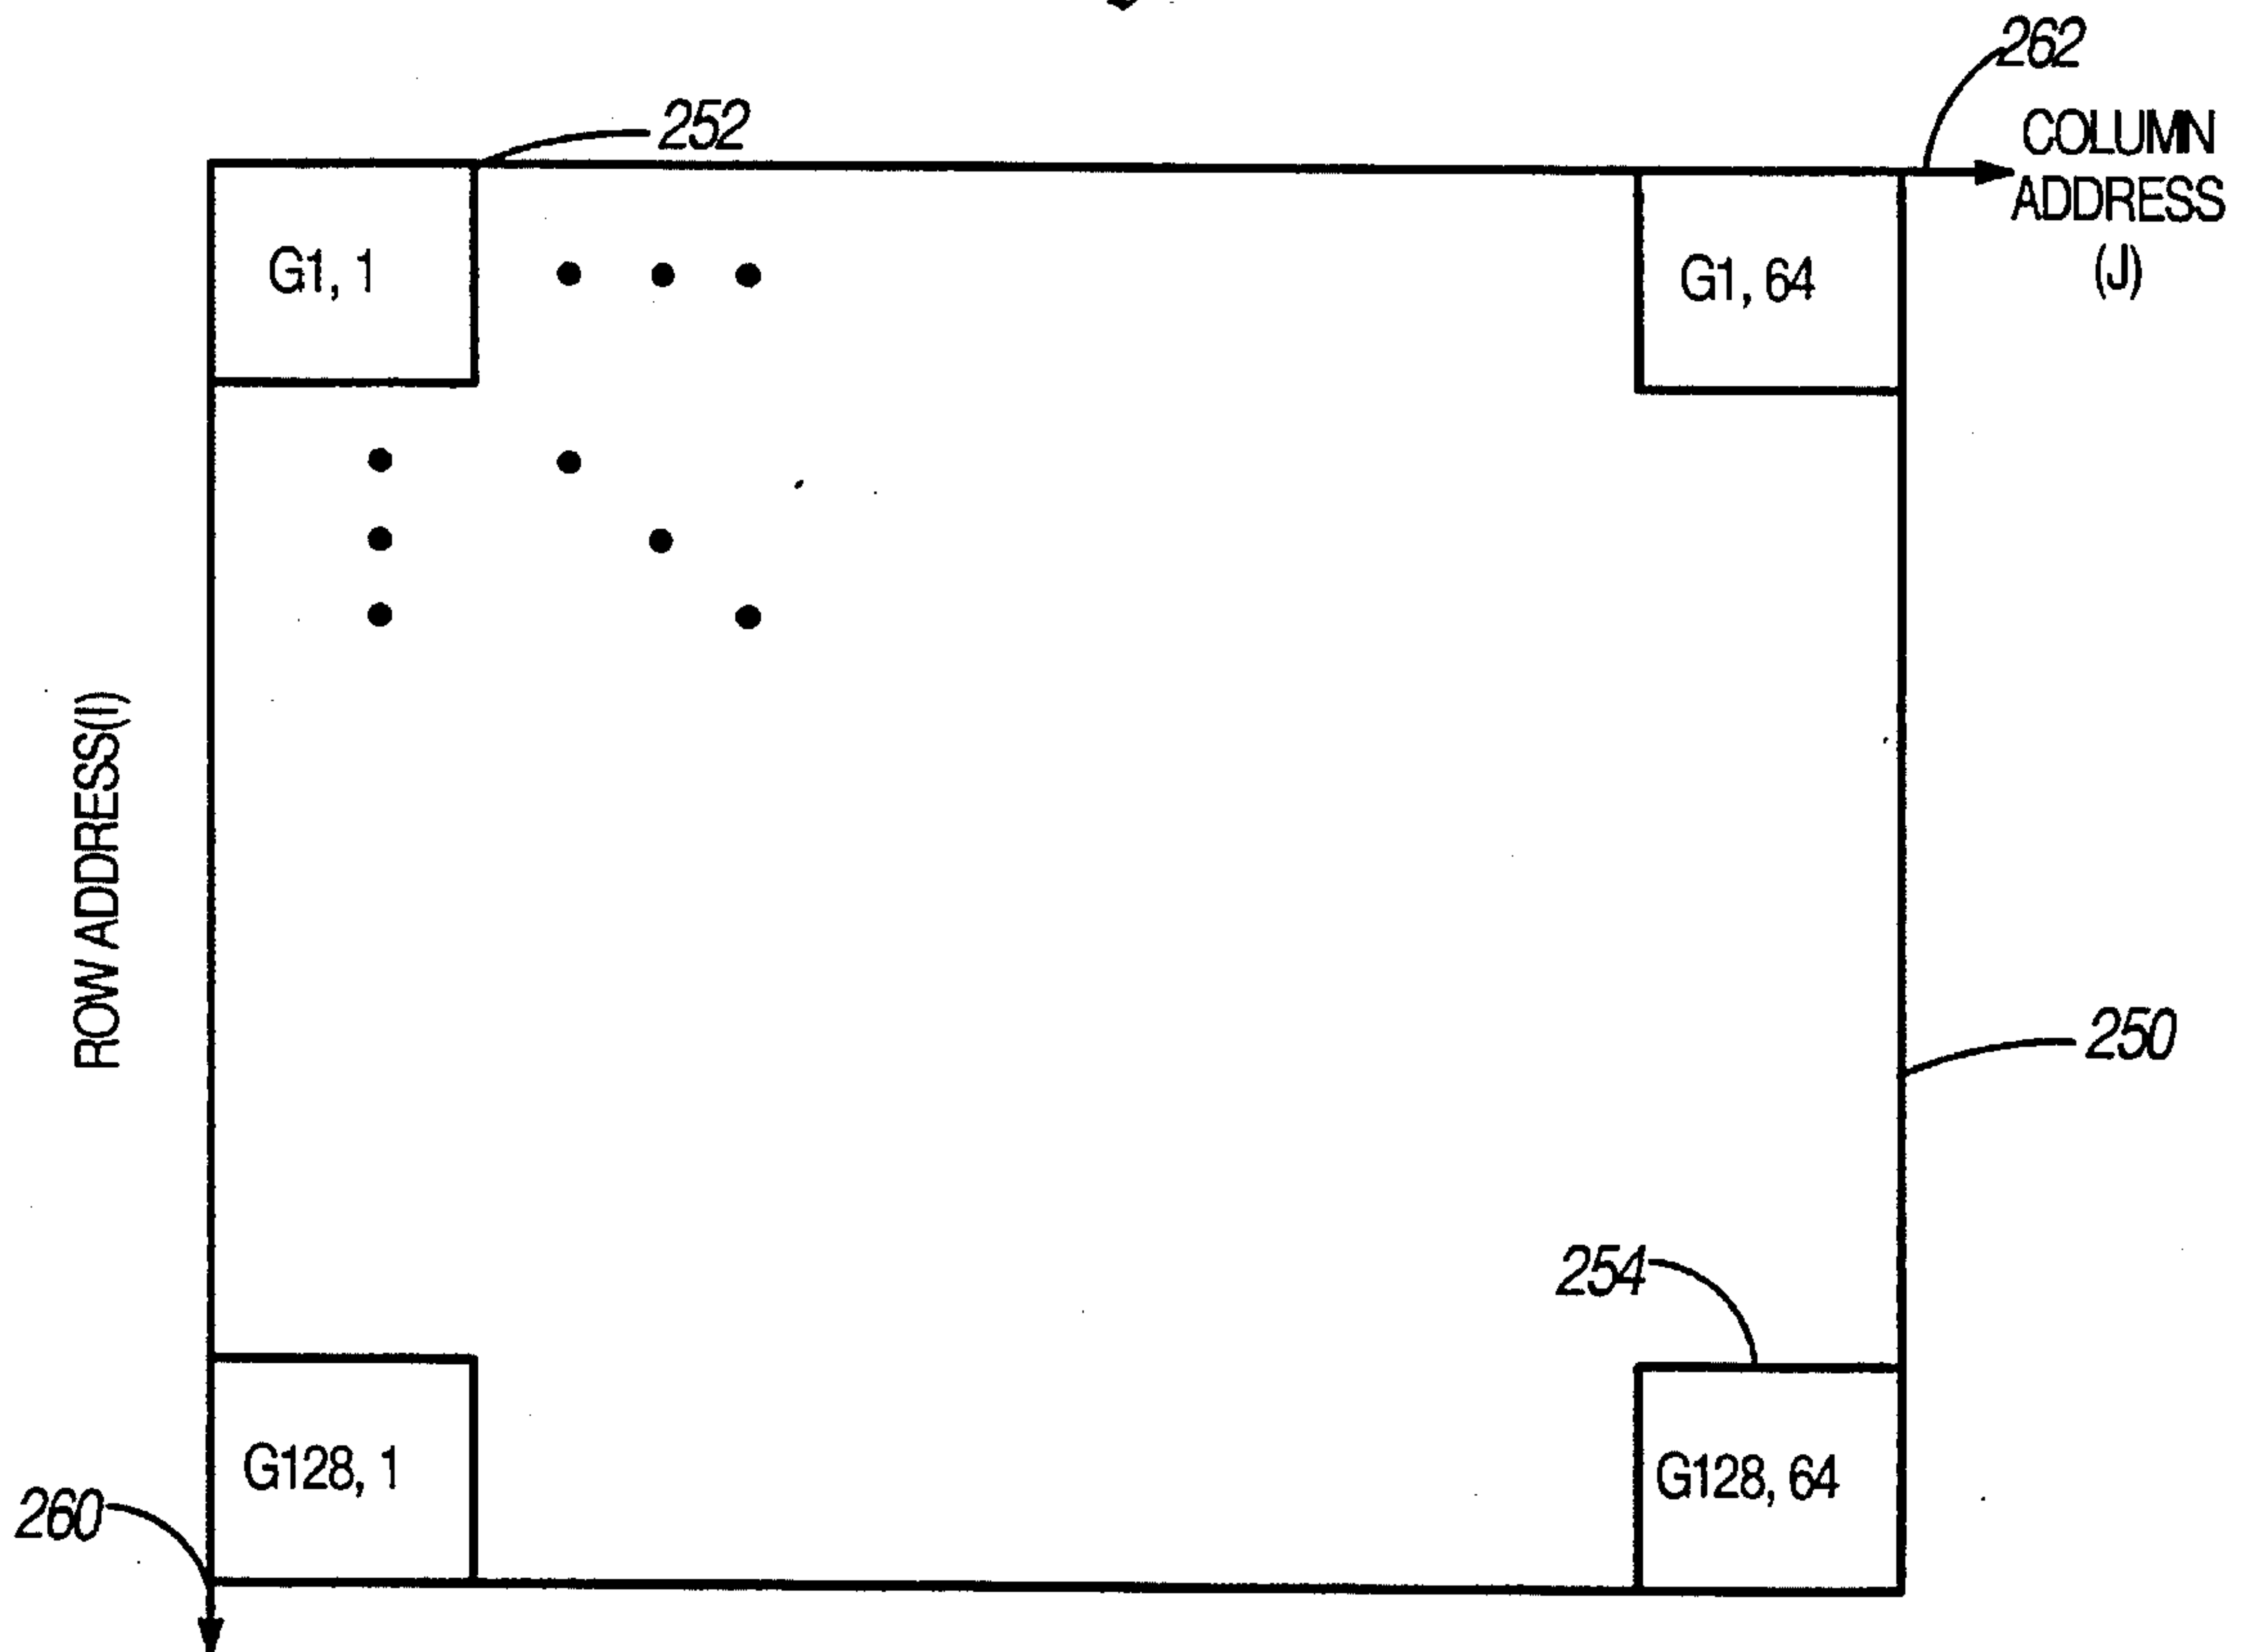 262
252
COLUMN
ADDRESS
(J)
G1, 1
G1, 64
ROW ADDRESS(I)
250
254
G128, 1
G128, 64
260